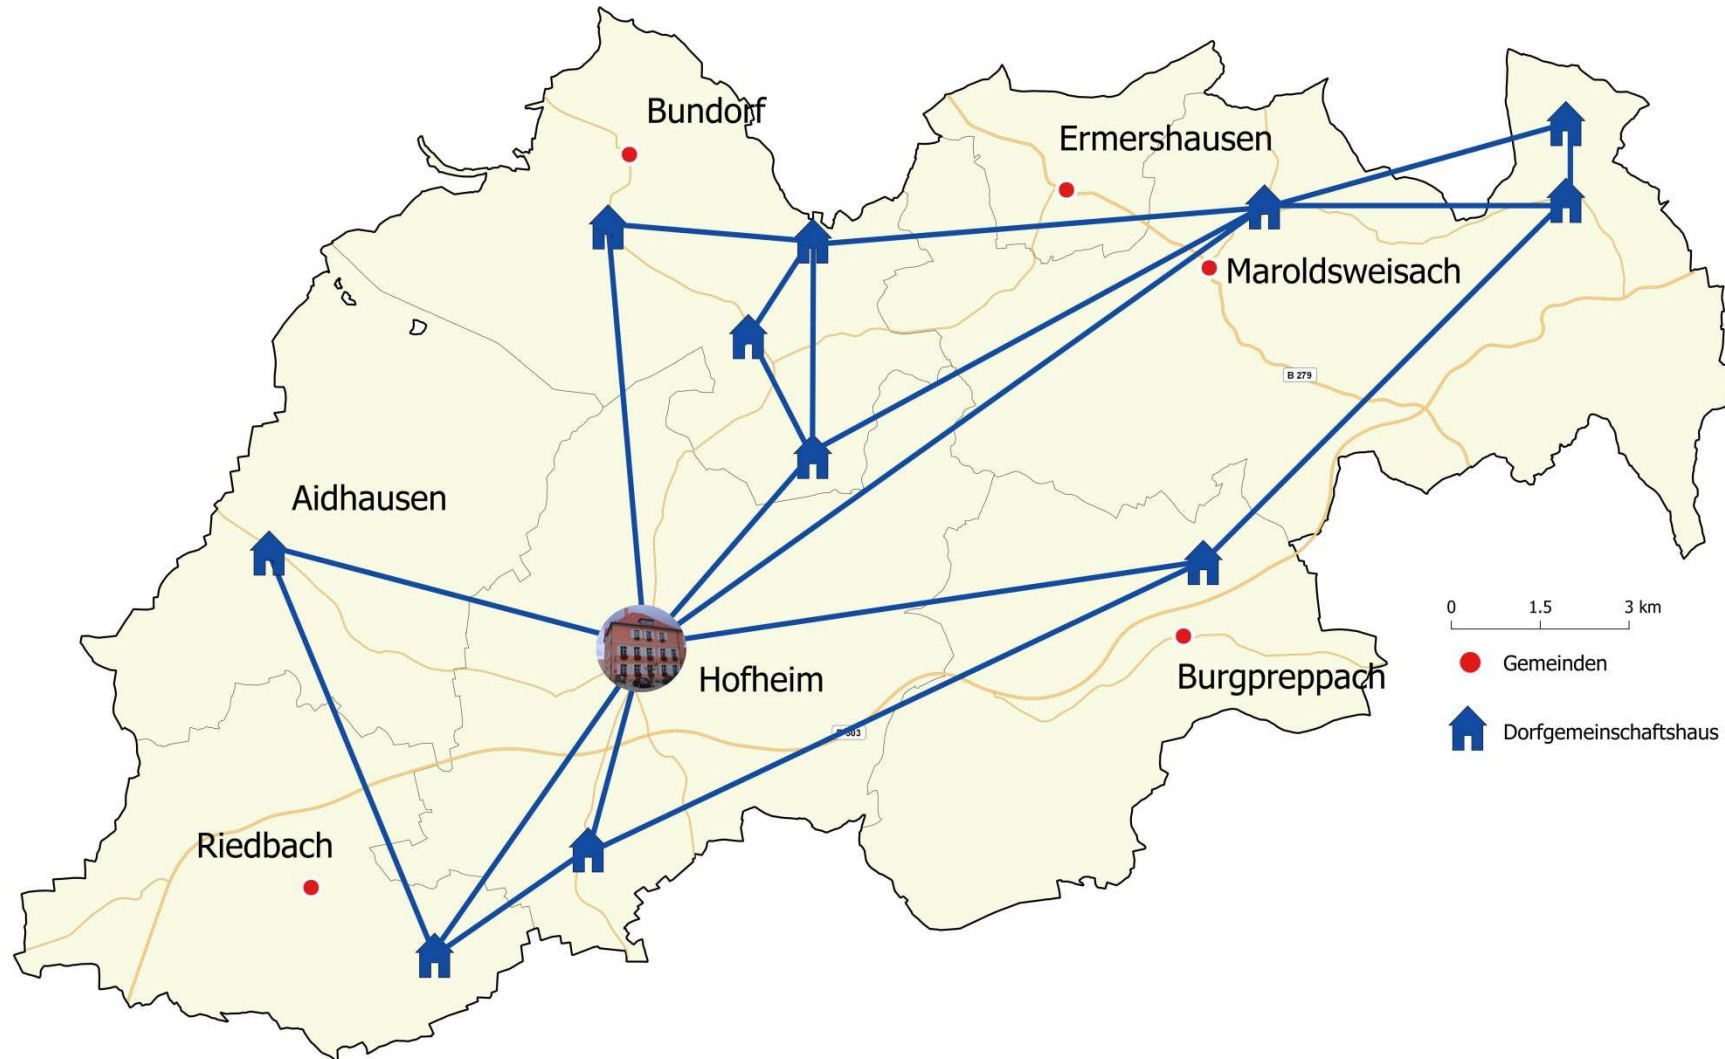 Bundorf
Ermershausen
Maroldsweisach
B 279
Aidhausen
0 1.5 3 km
Gemeinden
Hofheim
Burgpreppach
Dorfgemeinschaftshaus
Riedbach